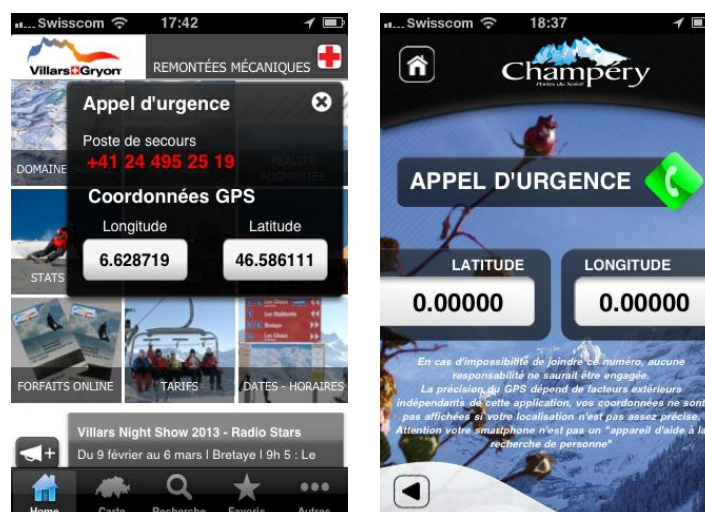 Swisscom 17:42
Villars Gryon
REMONTÉES MÉCANIQUES
Appel d'urgence
Poste de secours
+41 24 495 25 19
Coordonnées GPS
Longitude Latitude
6.628719 46.586111
DOMAINE
RÉALITÉ
AUGMENTÉE
STATS
FORFAITS ONLINE TARIFS DATES - HORAIRES
Villars Night Show 2013 - Radio Stars
Du 9 février au 6 mars I Bretaye I 9h 5 : Le
Home Carte Recherche Favoris Autres
Swisscom 18:37
Champéry
Portes du Soleil
APPEL D'URGENCE
LATITUDE LONGITUDE
0.00000 0.00000
En cas d'impossibilité de joindre ce numéro, aucune
responsabilité ne saurait être engagée.
La précision du GPS dépend de facteurs extérieurs
indépendants de cette application, vos coordonnées ne sont
pas affichées si votre localisation n'est pas assez précise.
Attention votre smartphone n'est pas un "appareil d'aide à la
recherche de personne"